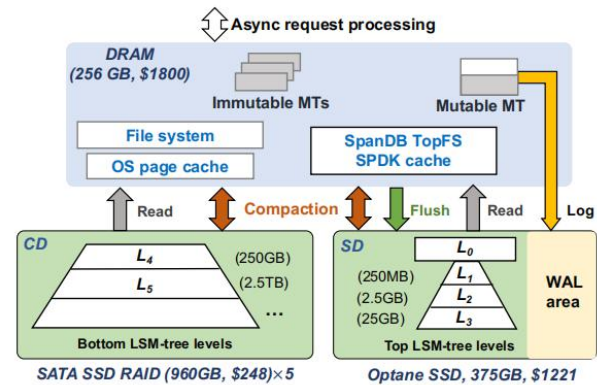 Async request processing
DRAM
(256 GB, $1800)
Immutable MTs
Mutable MT
File system
OS page cache
SpanDB TopFS
SPDK cache
Read
Compaction
Flush
Read
Log
CD
L4
(250GB)
L5
(2.5TB)
...
Bottom LSM-tree levels
SD
L0
(250MB)
L1
(2.5GB)
L2
(25GB)
L3
Top LSM-tree levels
WAL
area
SATA SSD RAID (960GB, $248)×5
Optane SSD, 375GB, $1221